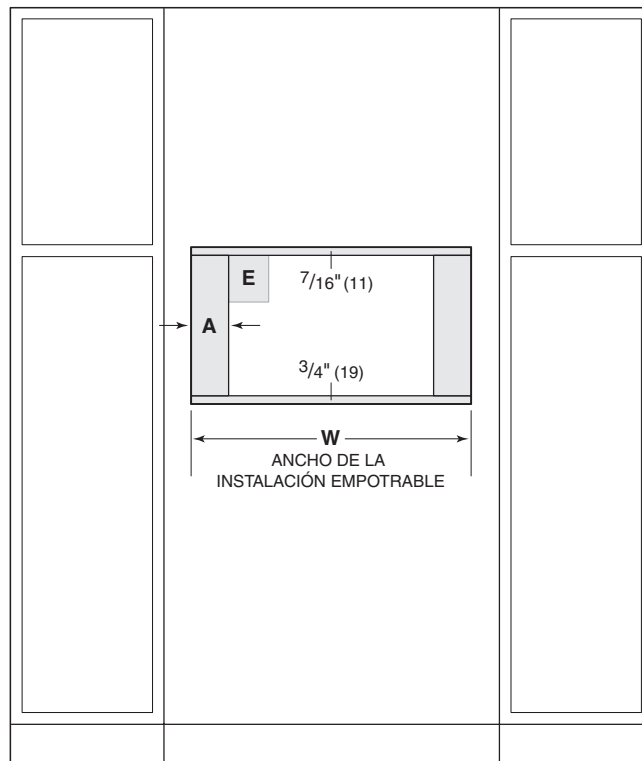 E
7/16" (11)
A
3/4" (19)
W
ANCHO DE LA
INSTALACIÓN EMPOTRABLE